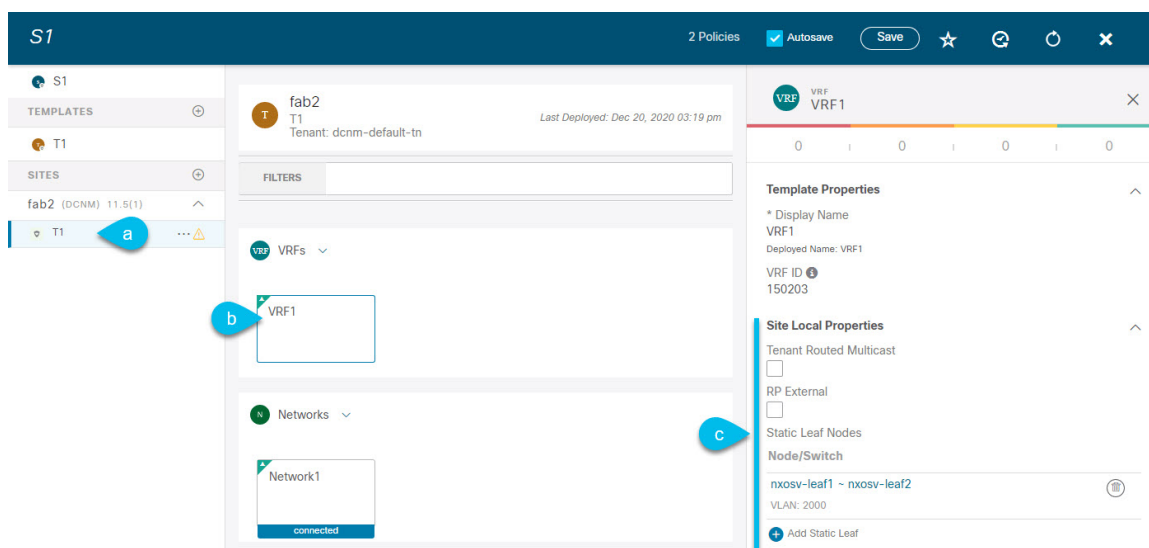 S1
2 Policies
Autosave
Save
S1
TEMPLATES
T1
SITES
fab2 (DCNM) 11.5(1)
T1
a
T
fab2
T1
Tenant: dcnm-default-tn
Last Deployed: Dec 20, 2020 03:19 pm
FILTERS
VRF VRFs
b
VRF1
N Networks
Network1
connected
VRF
VRF
VRF1
0 0 0 0
Template Properties
* Display Name
VRF1
Deployed Name: VRF1
VRF ID
150203
Site Local Properties
Tenant Routed Multicast
RP External
c
Static Leaf Nodes
Node/Switch
nxosv-leaf1 ~ nxosv-leaf2
VLAN: 2000
Add Static Leaf